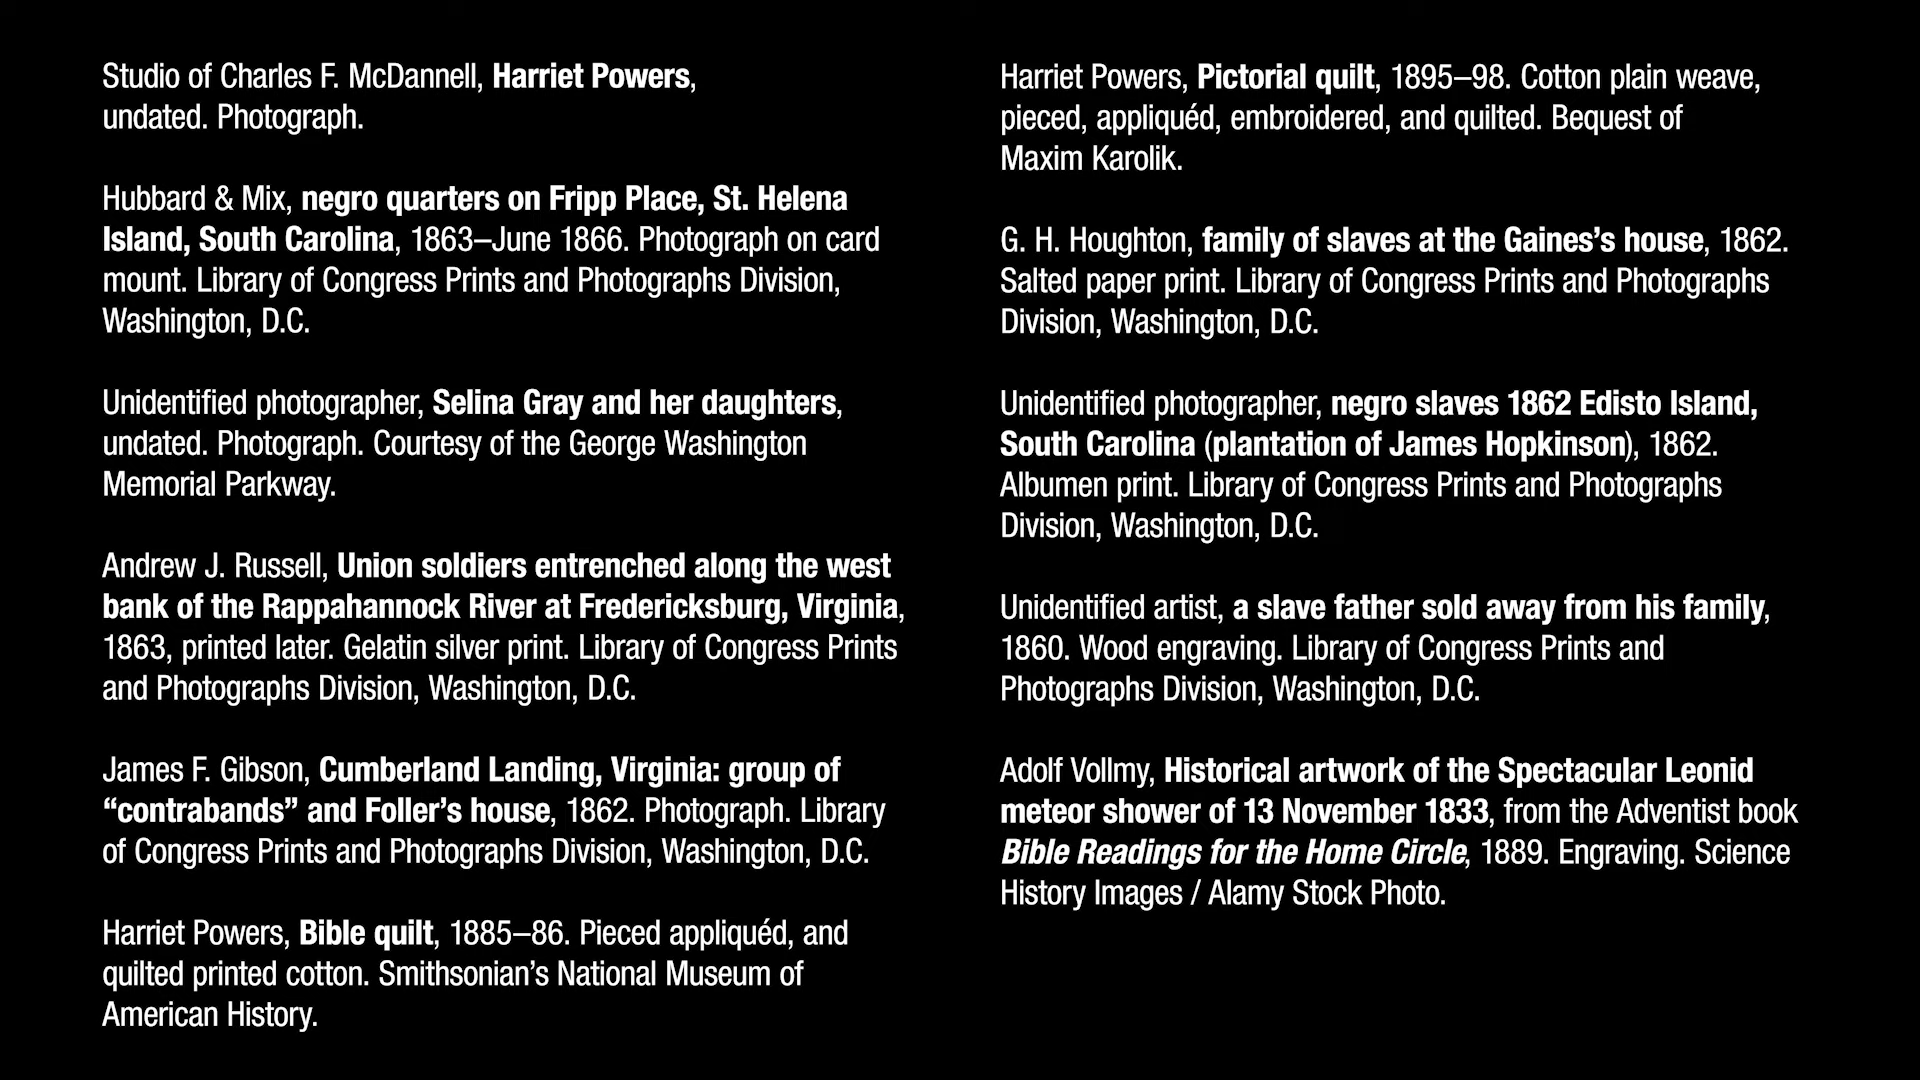 Studio of Charles F. McDannell, Harriet Powers,
undated. Photograph.
Hubbard & Mix, negro quarters on Fripp Place, St. Helena
Island, South Carolina, 1863–June 1866. Photograph on card
mount. Library of Congress Prints and Photographs Division,
Washington, D.C.
Unidentified photographer, Selina Gray and her daughters,
undated. Photograph. Courtesy of the George Washington
Memorial Parkway.
Andrew J. Russell, Union soldiers entrenched along the west
bank of the Rappahannock River at Fredericksburg, Virginia,
1863, printed later. Gelatin silver print. Library of Congress Prints
and Photographs Division, Washington, D.C.
James F. Gibson, Cumberland Landing, Virginia: group of
“contrabands” and Foller’s house, 1862. Photograph. Library
of Congress Prints and Photographs Division, Washington, D.C.
Harriet Powers, Bible quilt, 1885–86. Pieced appliquéd, and
quilted printed cotton. Smithsonian’s National Museum of
American History.
Harriet Powers, Pictorial quilt, 1895–98. Cotton plain weave,
pieced, appliquéd, embroidered, and quilted. Bequest of
Maxim Karolik.
G. H. Houghton, family of slaves at the Gaines’s house, 1862.
Salted paper print. Library of Congress Prints and Photographs
Division, Washington, D.C.
Unidentified photographer, negro slaves 1862 Edisto Island,
South Carolina (plantation of James Hopkinson), 1862.
Albumen print. Library of Congress Prints and Photographs
Division, Washington, D.C.
Unidentified artist, a slave father sold away from his family,
1860. Wood engraving. Library of Congress Prints and
Photographs Division, Washington, D.C.
Adolf Vollmy, Historical artwork of the Spectacular Leonid
meteor shower of 13 November 1833, from the Adventist book
Bible Readings for the Home Circle, 1889. Engraving. Science
History Images / Alamy Stock Photo.